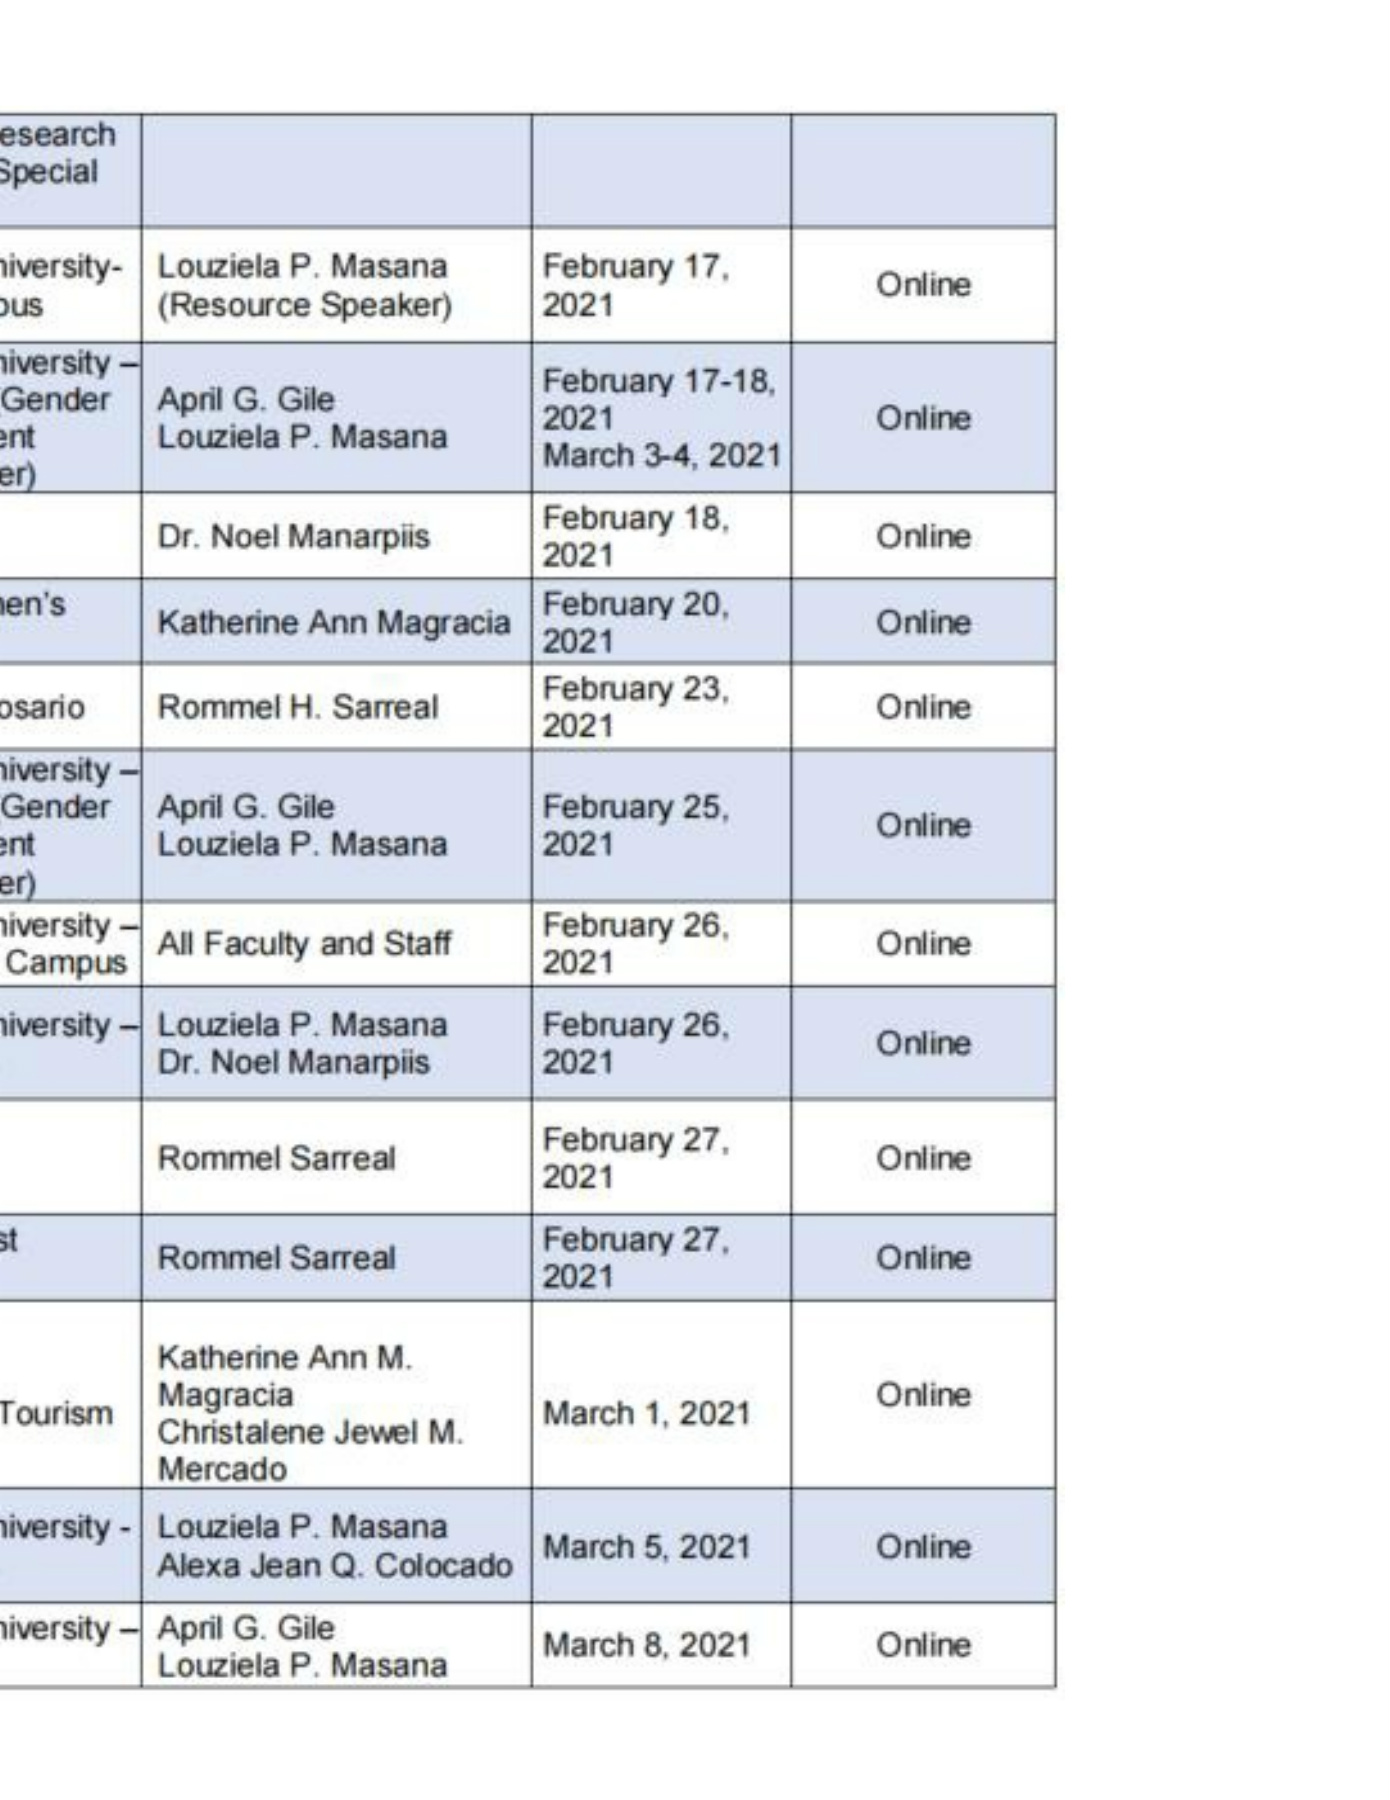 esearch
Special
niversity-
ous
Louziela P. Masana
(Resource Speaker)
February 17,
2021
Online
niversity –
Gender
ent
er)
April G. Gile
Louziela P. Masana
February 17-18,
2021
March 3-4, 2021
Online
Dr. Noel Manarpiis
February 18,
2021
Online
nen's
Katherine Ann Magracia
February 20,
2021
Online
osario
Rommel H. Sarreal
February 23,
2021
Online
niversity –
Gender
ent
er)
April G. Gile
Louziela P. Masana
February 25,
2021
Online
niversity –
Campus
All Faculty and Staff
February 26,
2021
Online
niversity –
Louziela P. Masana
Dr. Noel Manarpiis
February 26,
2021
Online
Rommel Sarreal
February 27,
2021
Online
st
Rommel Sarreal
February 27,
2021
Online
Tourism
Katherine Ann M.
Magracia
Christalene Jewel M.
Mercado
March 1, 2021
Online
niversity -
Louziela P. Masana
Alexa Jean Q. Colocado
March 5, 2021
Online
niversity –
April G. Gile
Louziela P. Masana
March 8, 2021
Online